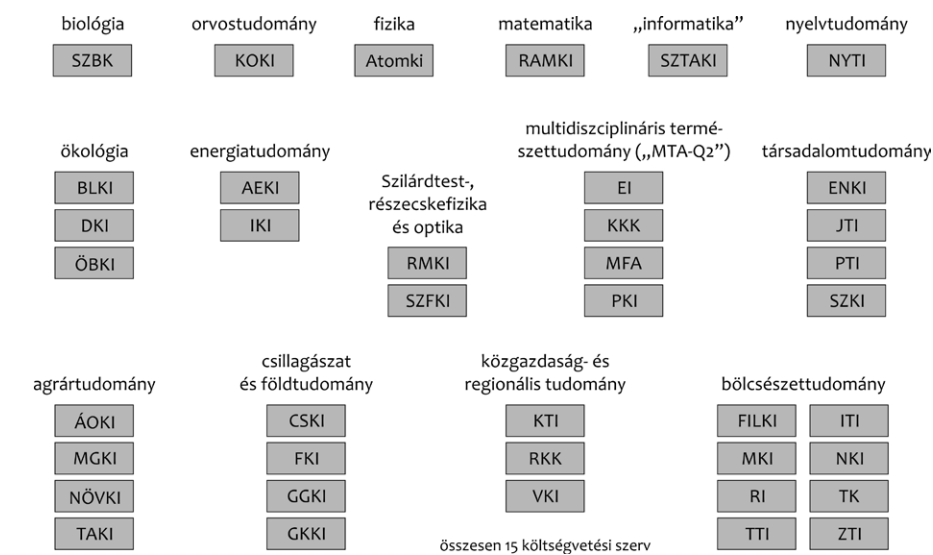 biológia
SZBK
orvostudomány
KOKI
fizika
Atomki
matematika
RAMKI
„informatika”
SZTAKI
nyelvtudomány
NYTI
ökológia
BLKI
DKI
ÖBKI
energiatudomány
AEKI
IKI
Szilárdtest-,
részecskefizika
és optika
RMKI
SZFKI
multidiszciplináris termé-
szettudomány („MTA-Q2”)
EI
KKK
MFA
PKI
társadalomtudomány
ENKI
JTI
PTI
SZKI
agrártudomány
ÁOKI
MGKI
NÖVKI
TAKI
csillagászat
és földtudomány
CSKI
FKI
GGKI
GKKI
közgazdaság- és
regionális tudomány
KTI
RKK
VKI
bölcsészettudomány
FILKI
MKI
RI
TTI
ITI
NKI
TK
ZTI
összesen 15 költségvetési szerv